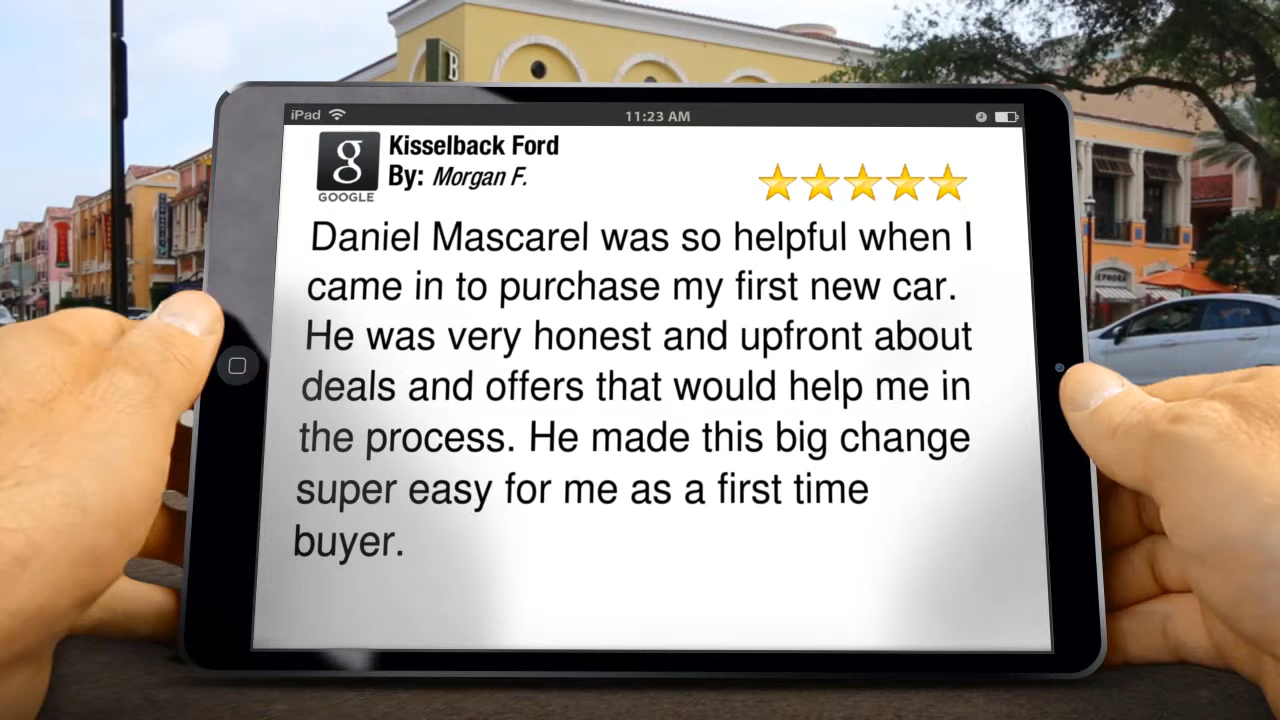 B
iPad
11:23 AM
g
GOOGLE
Kisselback Ford
By: Morgan F.
Daniel Mascarel was so helpful when I
came in to purchase my first new car.
He was very honest and upfront about
deals and offers that would help me in
the process. He made this big change
super easy for me as a first time
buyer.
SEPHORA